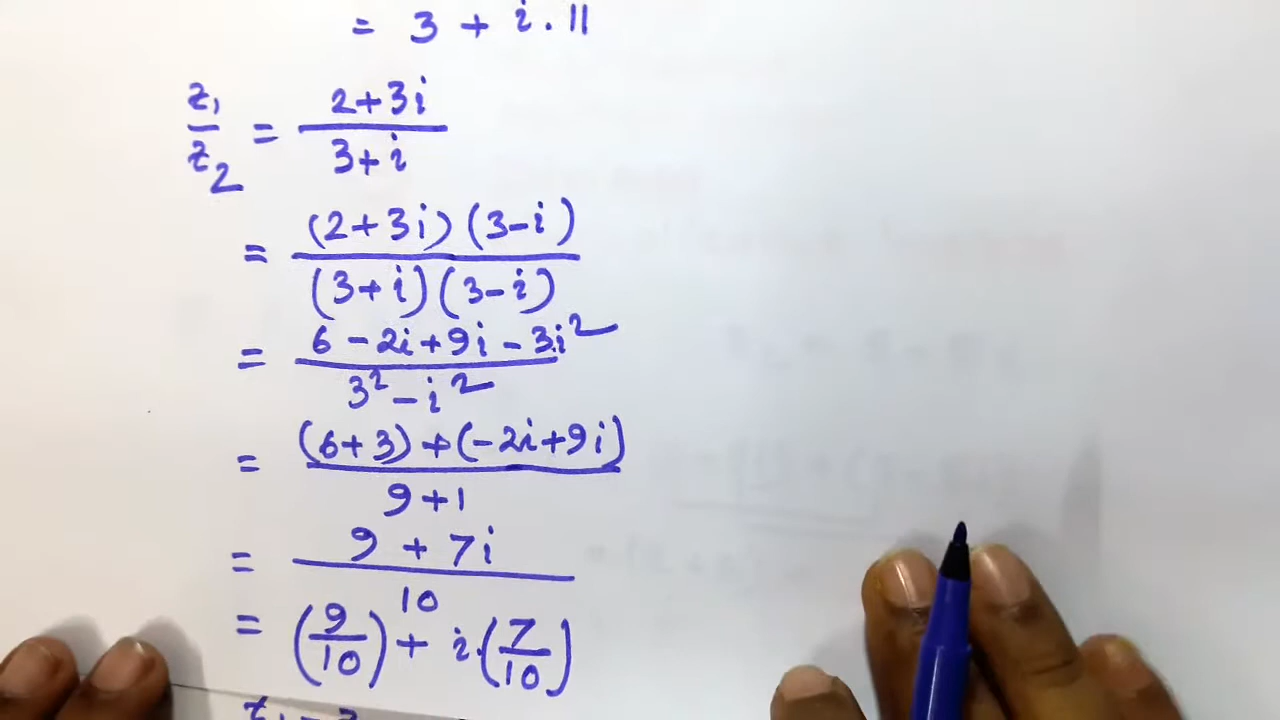 = 3 + i . 11
z₁/z₂ = (2+3i)/(3+i)
= ((2+3i)(3-i))/((3+i)(3-i))
= (6-2i+9i-3i²)/(3²-i²)
= ((6+3)+(-2i+9i))/(9+1)
= (9+7i)/10
= (9/10) + i.(7/10)